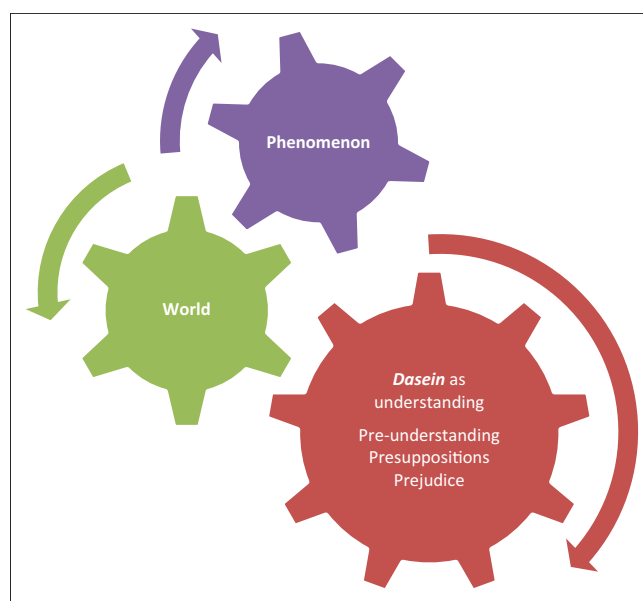 Phenomenon
World
Dasein as
understanding
Pre-understanding
Presuppositions
Prejudice